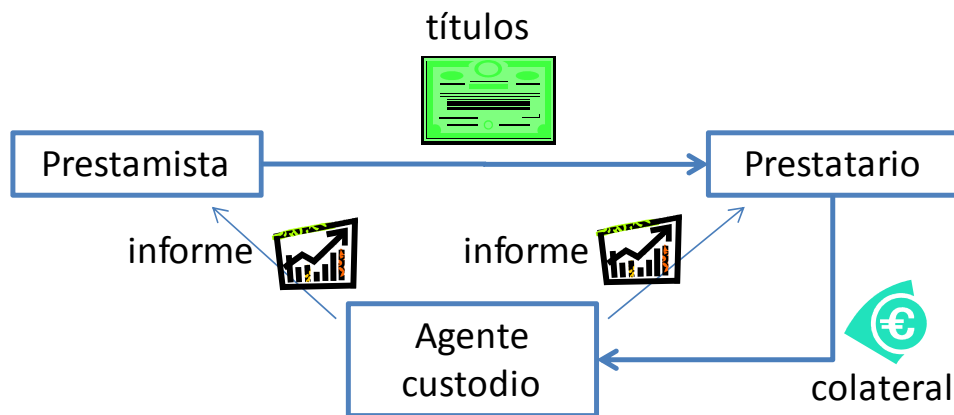 títulos
Prestamista
Prestatario
informe
informe
Agente
custodio
€
colateral